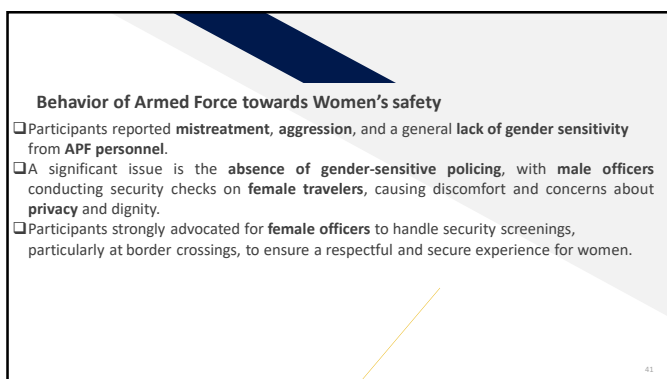 Behavior of Armed Force towards Women's safety
❑Participants reported mistreatment, aggression, and a general lack of gender sensitivity
from APF personnel.
❑A significant issue is the absence of gender-sensitive policing, with male officers
conducting security checks on female travelers, causing discomfort and concerns about
privacy and dignity.
❑Participants strongly advocated for female officers to handle security screenings,
particularly at border crossings, to ensure a respectful and secure experience for women.
41